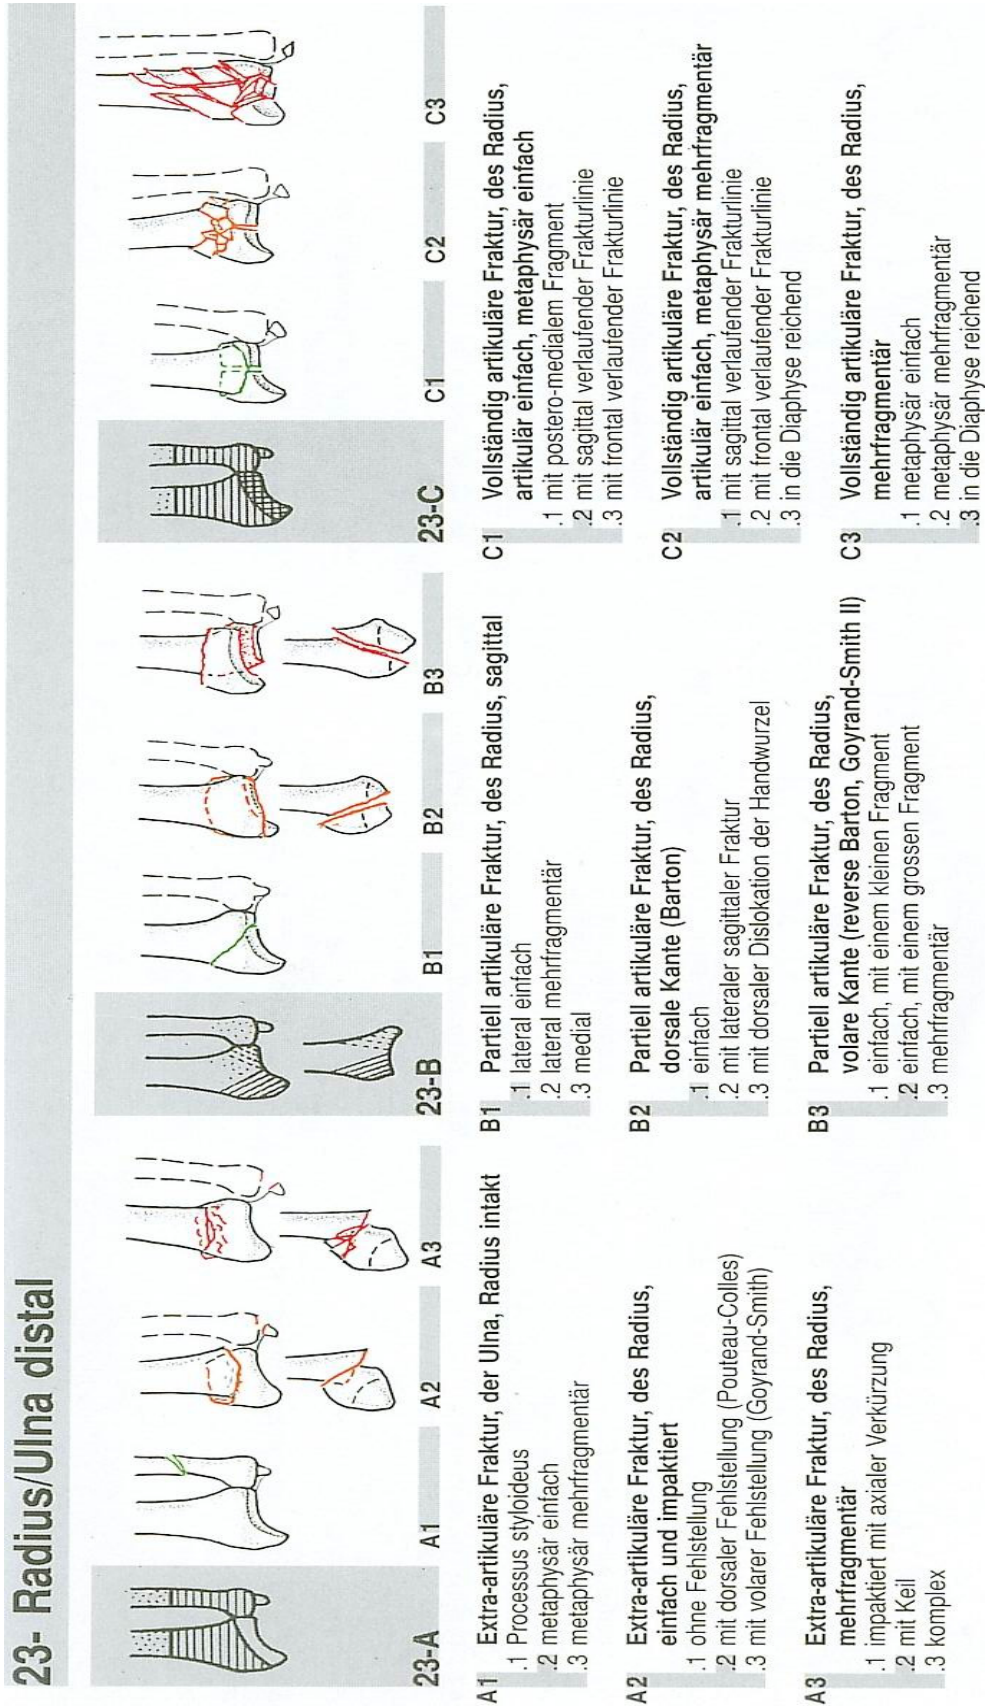 23- Radius/Ulna distal
23-A
A1
A2
A3
23-B
B1
B2
B3
23-C
C1
C2
C3
A1 Extra-artikuläre Fraktur, der Ulna, Radius intakt
.1 Processus styloideus
.2 metaphysär einfach
.3 metaphysär mehrfragmentär
A2 Extra-artikuläre Fraktur, des Radius,
einfach und impaktiert
.1 ohne Fehlstellung
.2 mit dorsaler Fehlstellung (Pouteau-Colles)
.3 mit volarer Fehlstellung (Goyrand-Smith)
A3 Extra-artikuläre Fraktur, des Radius,
mehrfragmentär
.1 impaktiert mit axialer Verkürzung
.2 mit Keil
.3 komplex
B1 Partiell artikuläre Fraktur, des Radius, sagittal
.1 lateral einfach
.2 lateral mehrfragmentär
.3 medial
B2 Partiell artikuläre Fraktur, des Radius,
dorsale Kante (Barton)
.1 einfach
.2 mit lateraler sagittaler Fraktur
.3 mit dorsaler Dislokation der Handwurzel
B3 Partiell artikuläre Fraktur, des Radius,
volare Kante (reverse Barton, Goyrand-Smith II)
.1 einfach, mit einem kleinen Fragment
.2 einfach, mit einem grossen Fragment
.3 mehrfragmentär
C1 Vollständig artikuläre Fraktur, des Radius,
artikulär einfach, metaphysär einfach
.1 mit postero-medialem Fragment
.2 mit sagittal verlaufender Frakturlinie
.3 mit frontal verlaufender Frakturlinie
C2 Vollständig artikuläre Fraktur, des Radius,
artikulär einfach, metaphysär mehrfragmentär
.1 mit sagittal verlaufender Frakturlinie
.2 mit frontal verlaufender Frakturlinie
.3 in die Diaphyse reichend
C3 Vollständig artikuläre Fraktur, des Radius,
mehrfragmentär
.1 metaphysär einfach
.2 metaphysär mehrfragmentär
.3 in die Diaphyse reichend